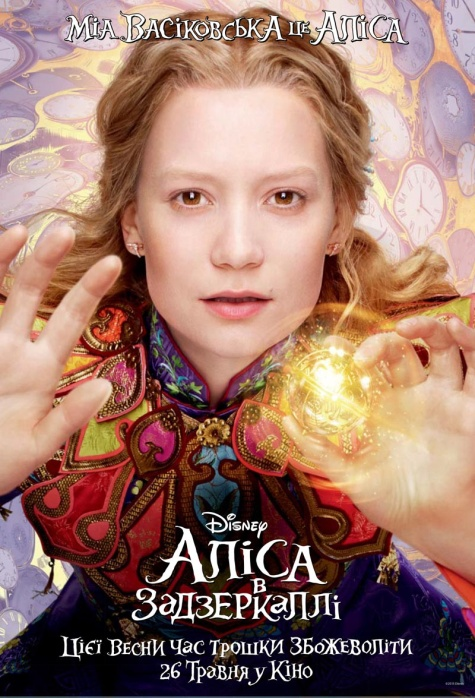 Міа Васіковська це Аліса
Disney
Аліса
в
Задзеркаллі
Цієї весни час трошки збожеволіти
26 травня у кіно